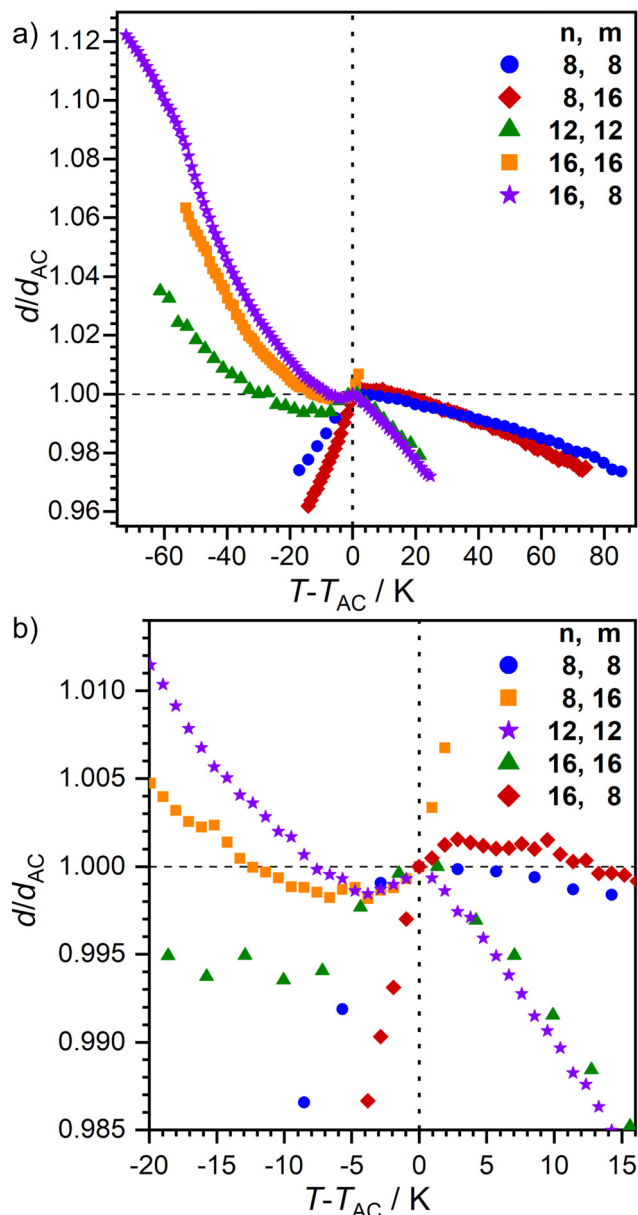 a)
n, m
8, 8
8, 16
12, 12
16, 16
16, 8
1.12
1.10
1.08
1.06
1.04
1.02
1.00
0.98
0.96
d/dAC
-60 -40 -20 0 20 40 60 80
T-TAC / K
b)
n, m
8, 8
8, 16
12, 12
16, 16
16, 8
1.010
1.005
1.000
0.995
0.990
0.985
d/dAC
-20 -15 -10 -5 0 5 10 15
T-TAC / K